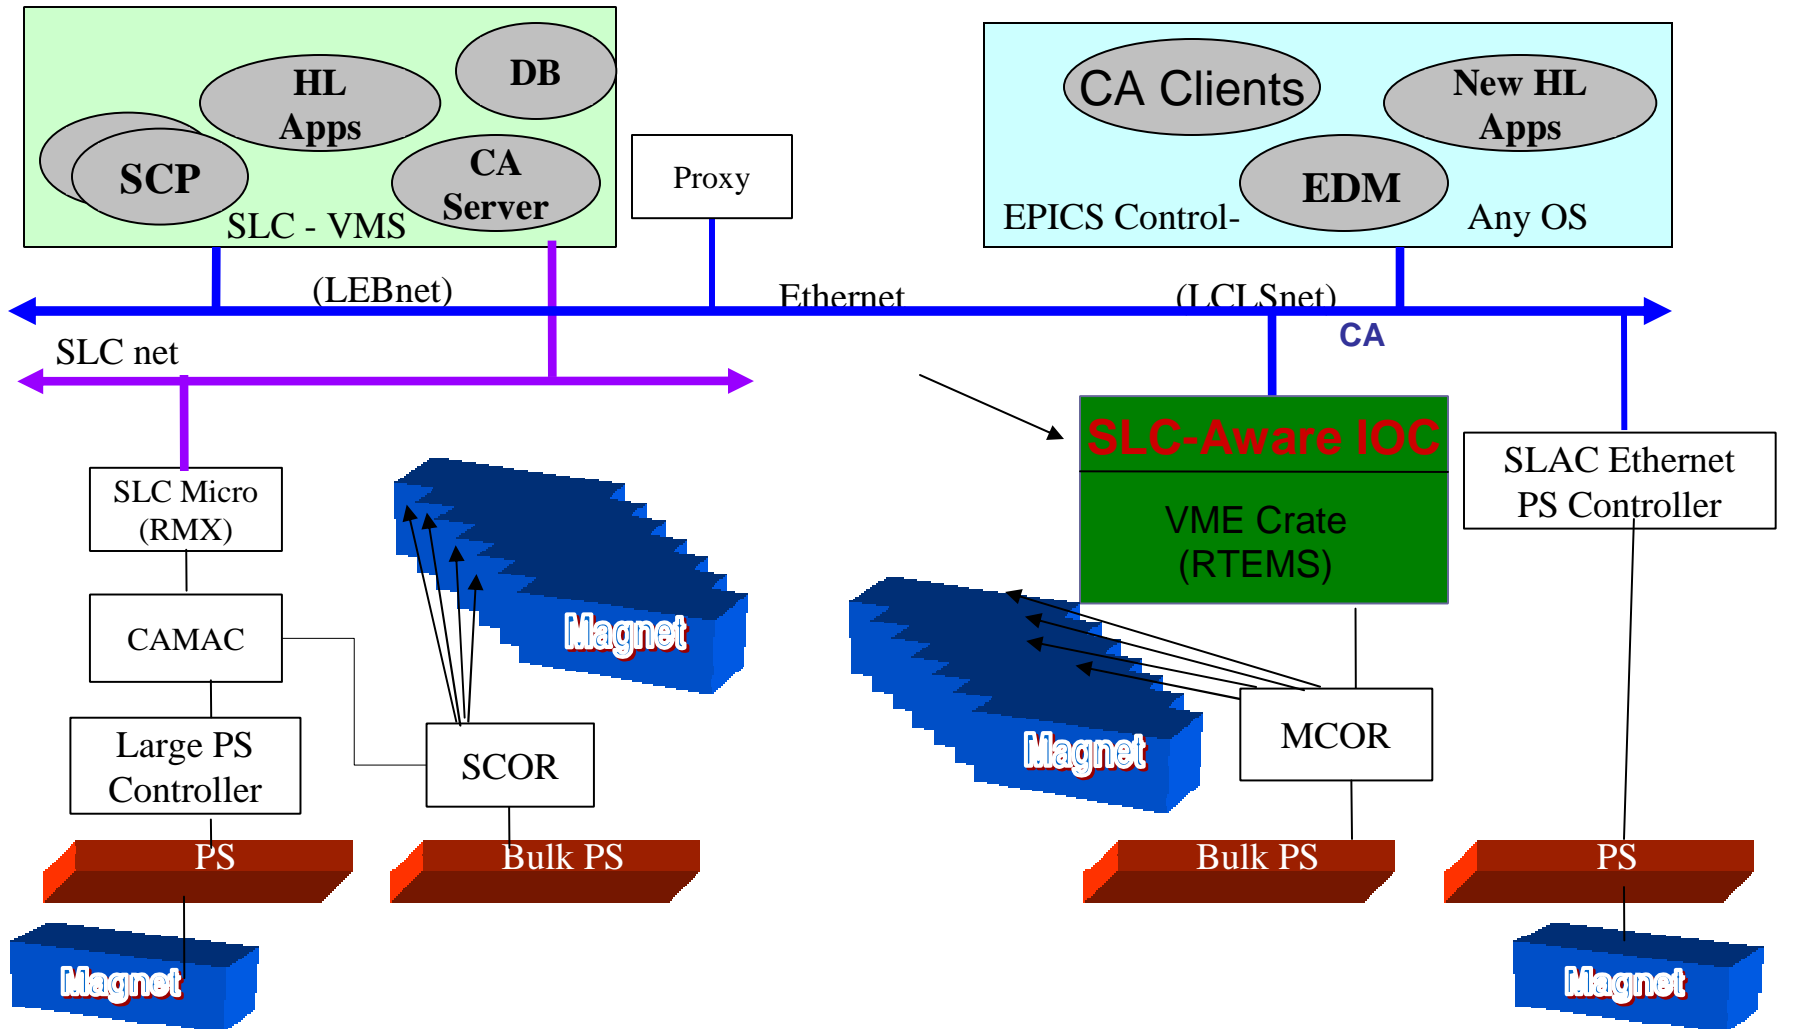 HL
Apps
DB
SCP
CA
Server
SLC - VMS
Proxy
CA Clients
New HL
Apps
EDM
EPICS Control-
Any OS
(LEBnet)
Ethernet
(LCLSnet)
CA
SLC net
SLC Micro
(RMX)
CAMAC
Large PS
Controller
SCOR
PS
Bulk PS
Magnet
Magnet
SLC-Aware IOC
VME Crate
(RTEMS)
SLAC Ethernet
PS Controller
Magnet
MCOR
Bulk PS
PS
Magnet